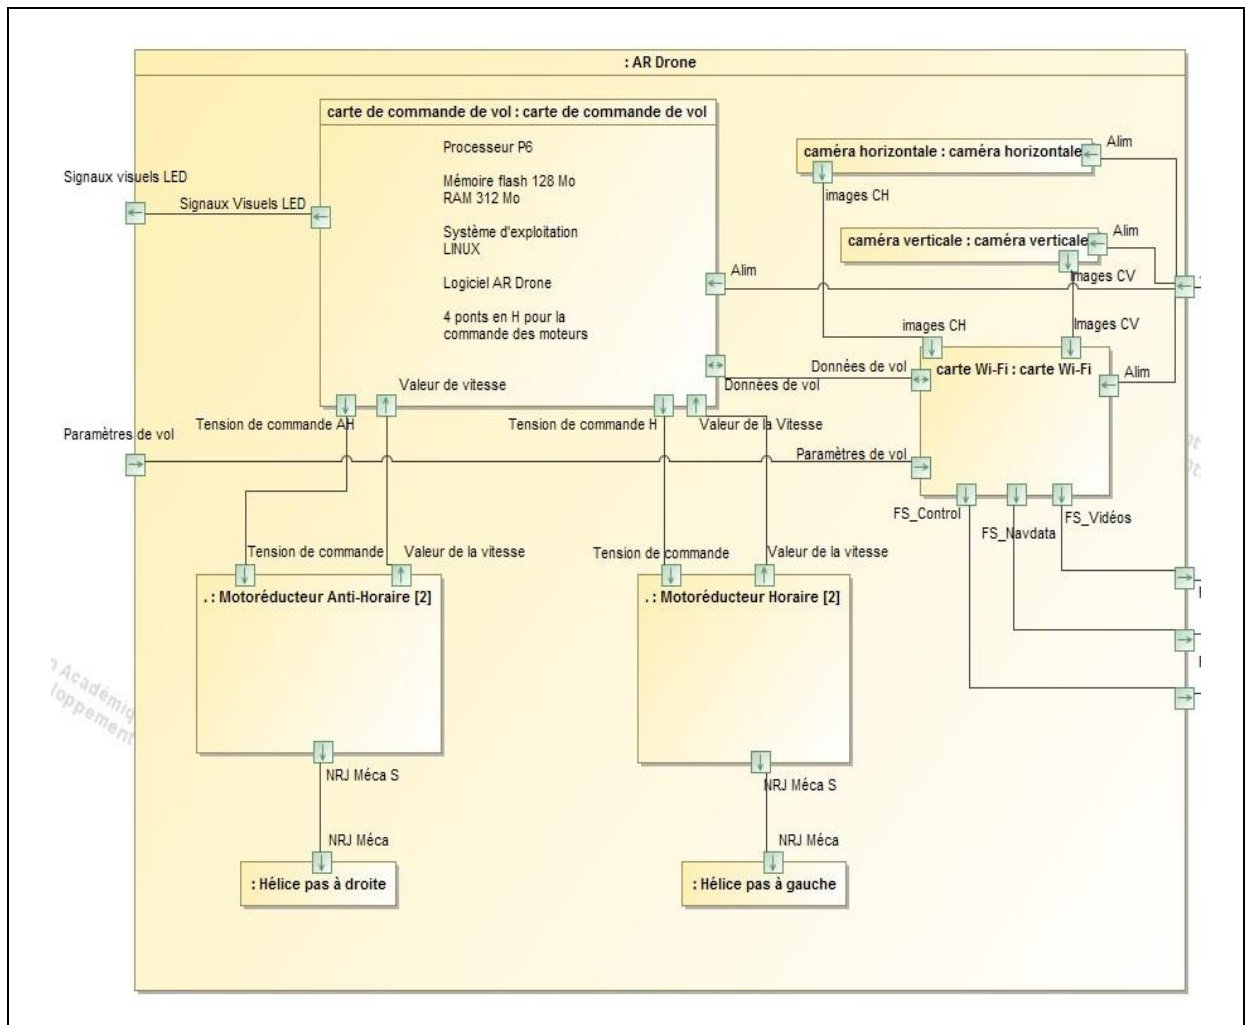 : AR Drone
carte de commande de vol : carte de commande de vol
Processeur P6
Mémoire flash 128 Mo
RAM 312 Mo
Système d'exploitation
LINUX
Logiciel AR Drone
4 ponts en H pour la
commande des moteurs
caméra horizontale : caméra horizontale
Alim
images CH
Signaux visuels LED
Signaux Visuels LED
caméra verticale : caméra verticale
Alim
Images CV
Alim
images CH
Images CV
carte Wi-Fi : carte Wi-Fi
Alim
Données de vol
Données de vol
Valeur de vitesse
Tension de commande AH
Tension de commande H
Valeur de la Vitesse
Paramètres de vol
Paramètres de vol
FS_Control
FS_Navdata
FS_Vidéos
Tension de commande
Valeur de la vitesse
Tension de commande
Valeur de la vitesse
. : Motoréducteur Anti-Horaire [2]
. : Motoréducteur Horaire [2]
NRJ Méca S
NRJ Méca S
NRJ Méca
NRJ Méca
: Hélice pas à droite
: Hélice pas à gauche